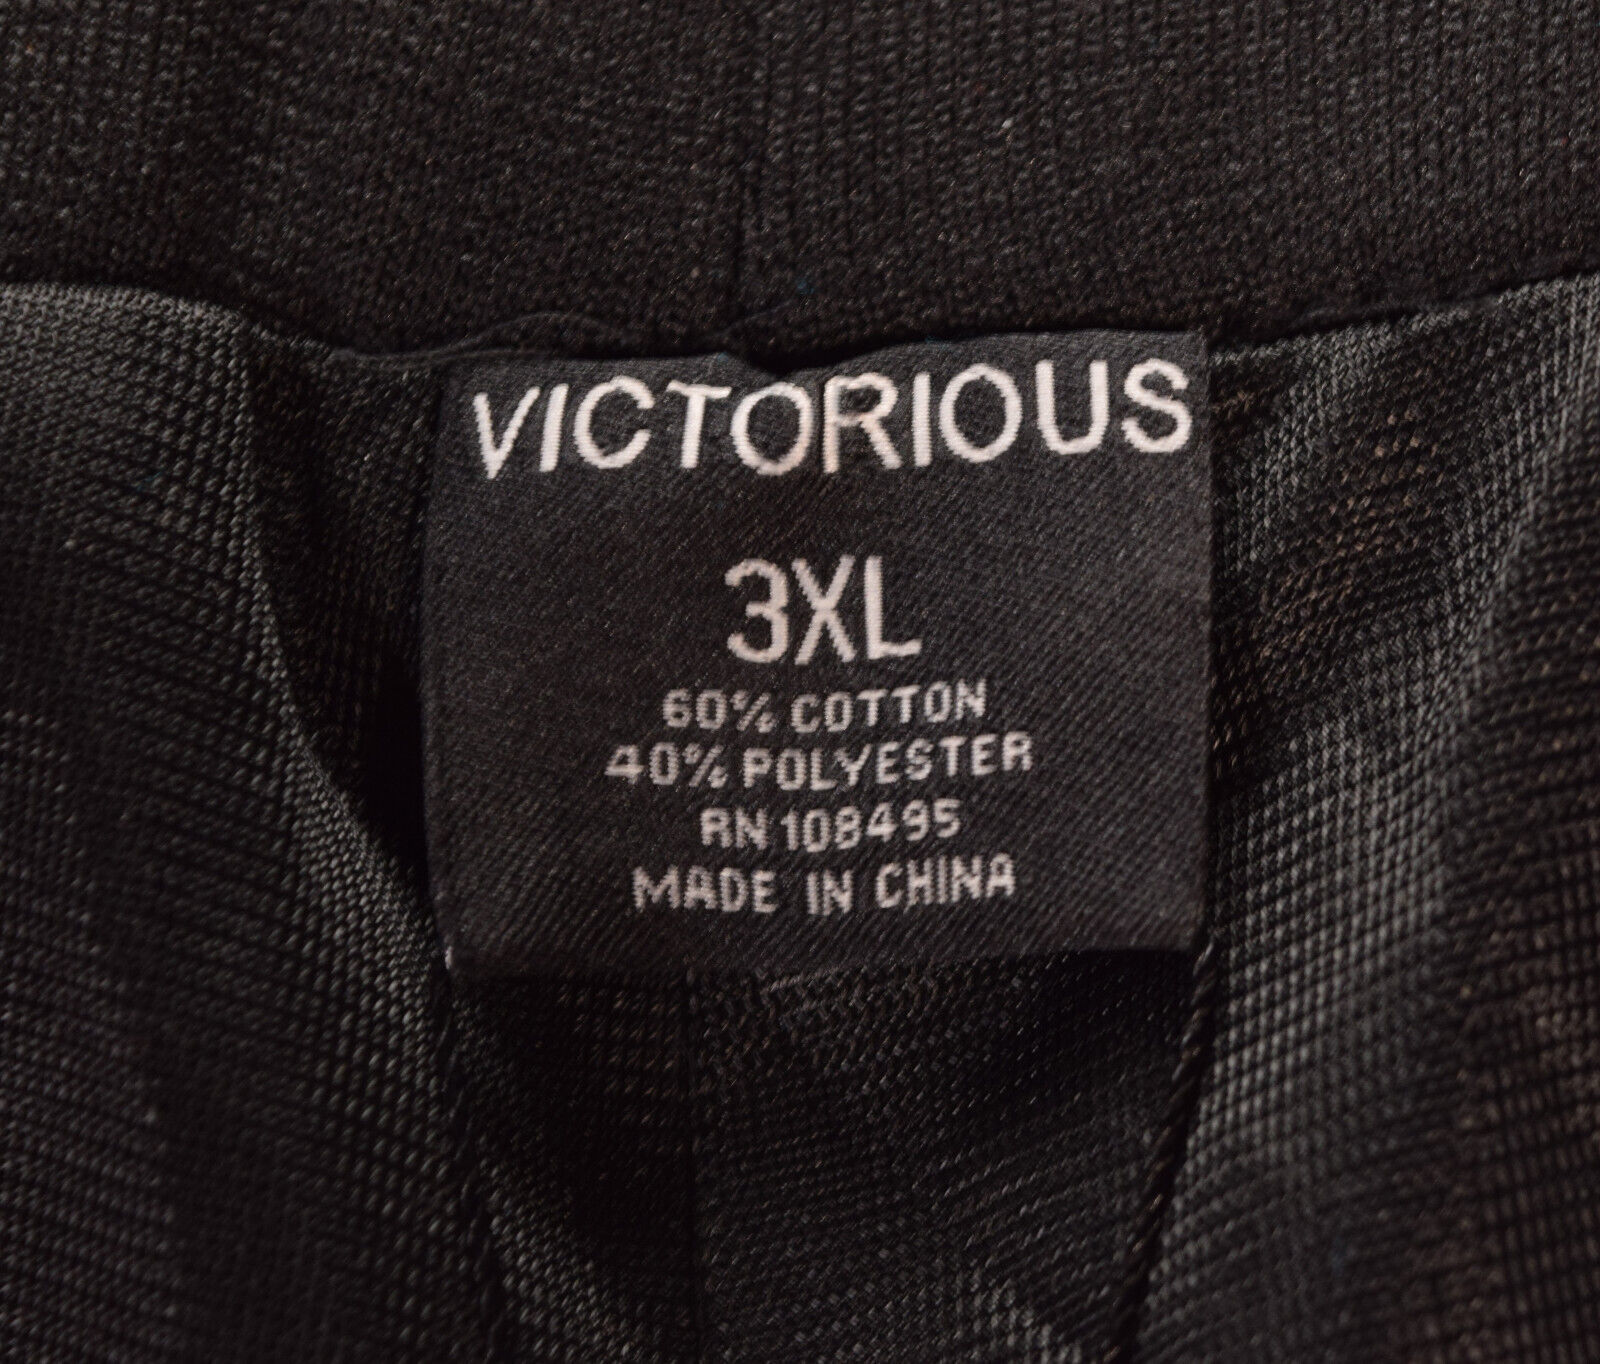 VICTORIOUS
3XL
60% COTTON
40% POLYESTER
RN 108495
MADE IN CHINA